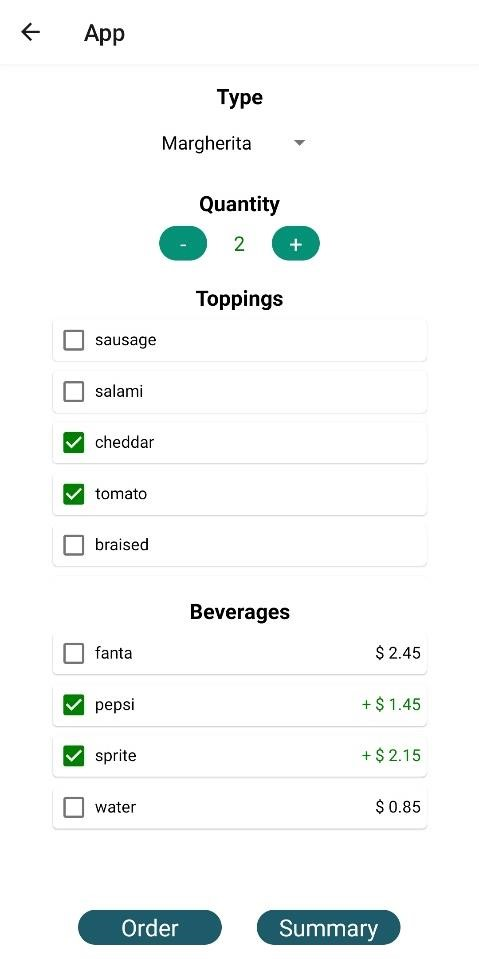 App
Type
Margherita
Quantity
- 2 +
Toppings
sausage
salami
cheddar
tomato
braised
Beverages
fanta $ 2.45
pepsi + $ 1.45
sprite + $ 2.15
water $ 0.85
Order Summary